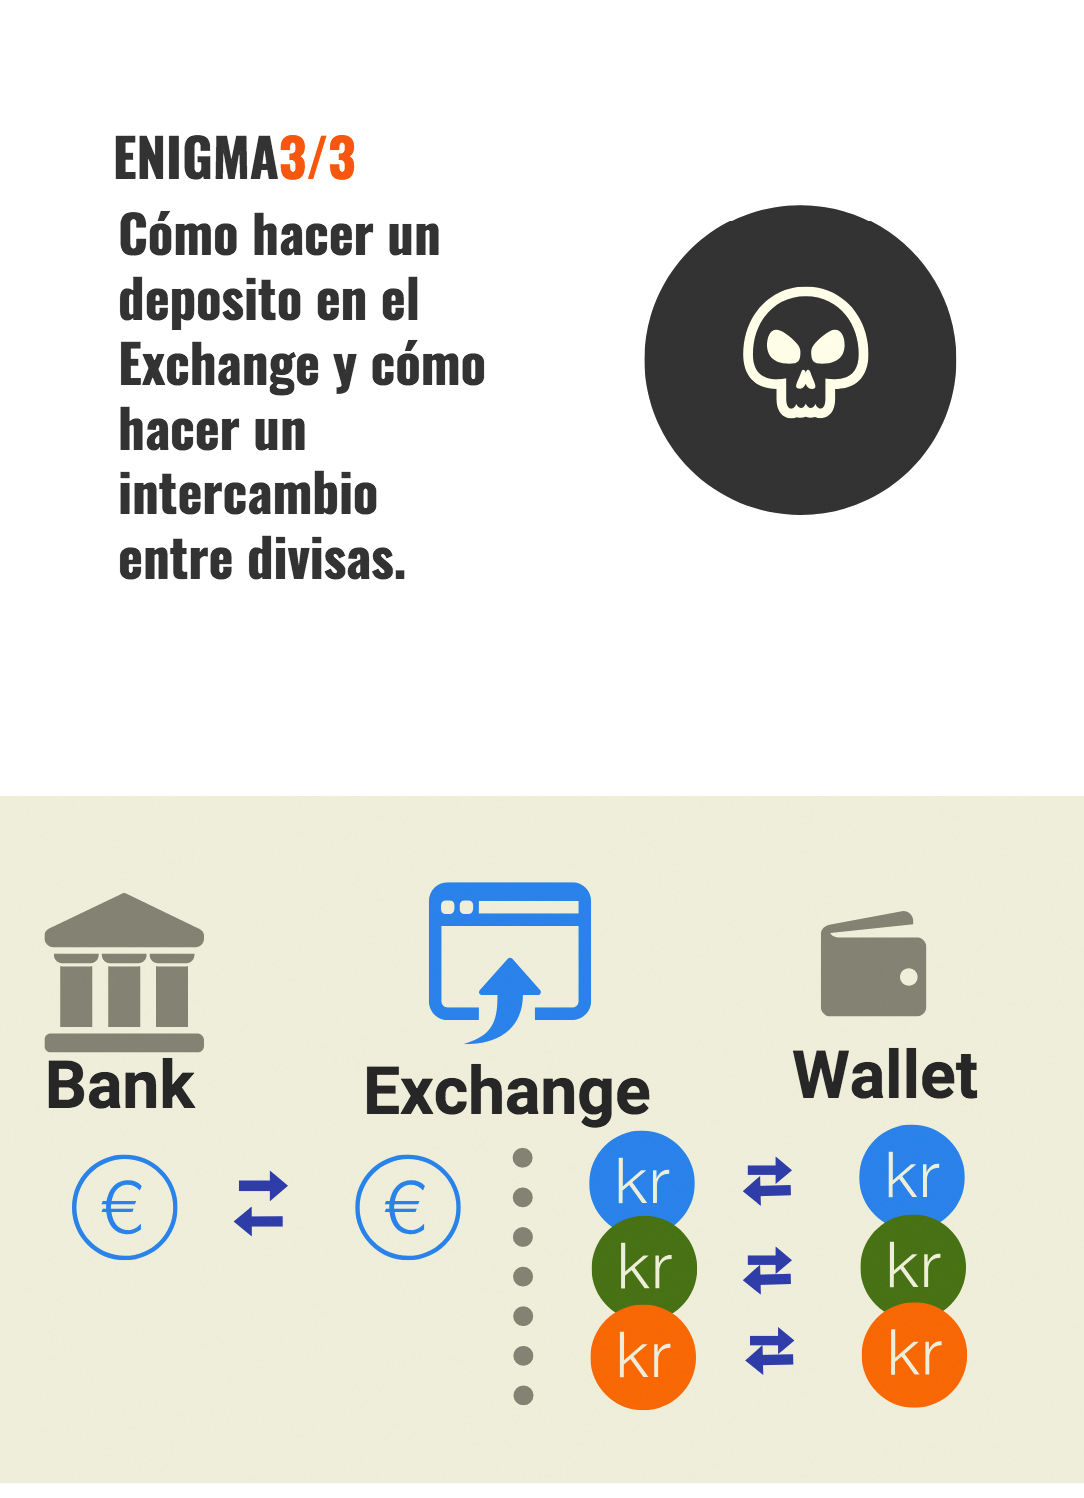 ENIGMA3/3
Cómo hacer un
deposito en el
Exchange y cómo
hacer un
intercambio
entre divisas.
Bank
Exchange
Wallet
€
€
kr
kr
kr
kr
kr
kr